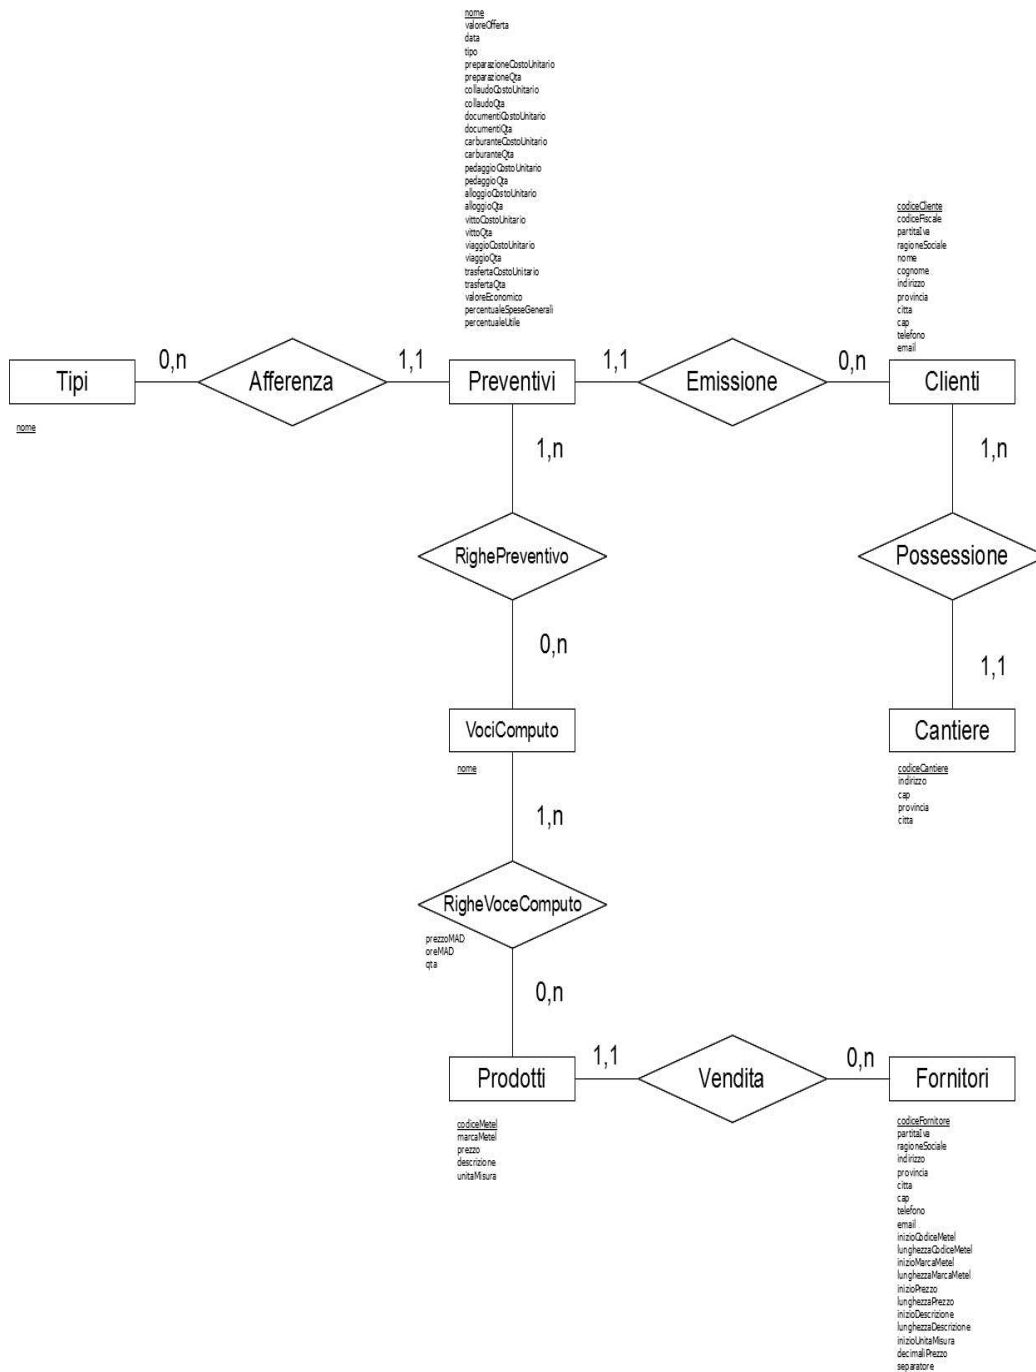 nome
valoreOfferta
data
tipo
preparazioneCostoUnitario
preparazioneQta
collaudoCostoUnitario
collaudoQta
documentiCostoUnitario
documentiQta
carburanteCostoUnitario
carburanteQta
pedaggioCostoUnitario
pedaggioQta
alloggioCostoUnitario
alloggioQta
vittoCostoUnitario
vittoQta
viaggioCostoUnitario
viaggioQta
trasfertaCostoUnitario
trasfertaQta
valoreEconomico
percentualeSpeseGenerali
percentualeUtile
codiceCliente
codiceFiscale
partitaIva
ragioneSociale
nome
cognome
indirizzo
provincia
citta
cap
telefono
email
Tipi 0,n Afferenza 1,1 Preventivi 1,1 Emissione 0,n Clienti
nome
1,n
1,n
RighePreventivo
Possessione
0,n
1,1
VociComputo
Cantiere
nome
codiceCantiere
indirizzo
cap
provincia
citta
1,n
RigheVoceComputo
prezzoMAD
oreMAD
qta
0,n
Prodotti 1,1 Vendita 0,n Fornitori
codiceMetel
marcaMetel
prezzo
descrizione
unitaMisura
codiceFornitore
partitaIva
ragioneSociale
indirizzo
provincia
citta
cap
telefono
email
inizioCodiceMetel
lunghezzaCodiceMetel
inizioMarcaMetel
lunghezzaMarcaMetel
inizioPrezzo
lunghezzaPrezzo
inizioDescrizione
lunghezzaDescrizione
inizioUnitaMisura
decimaliPrezzo
separatore